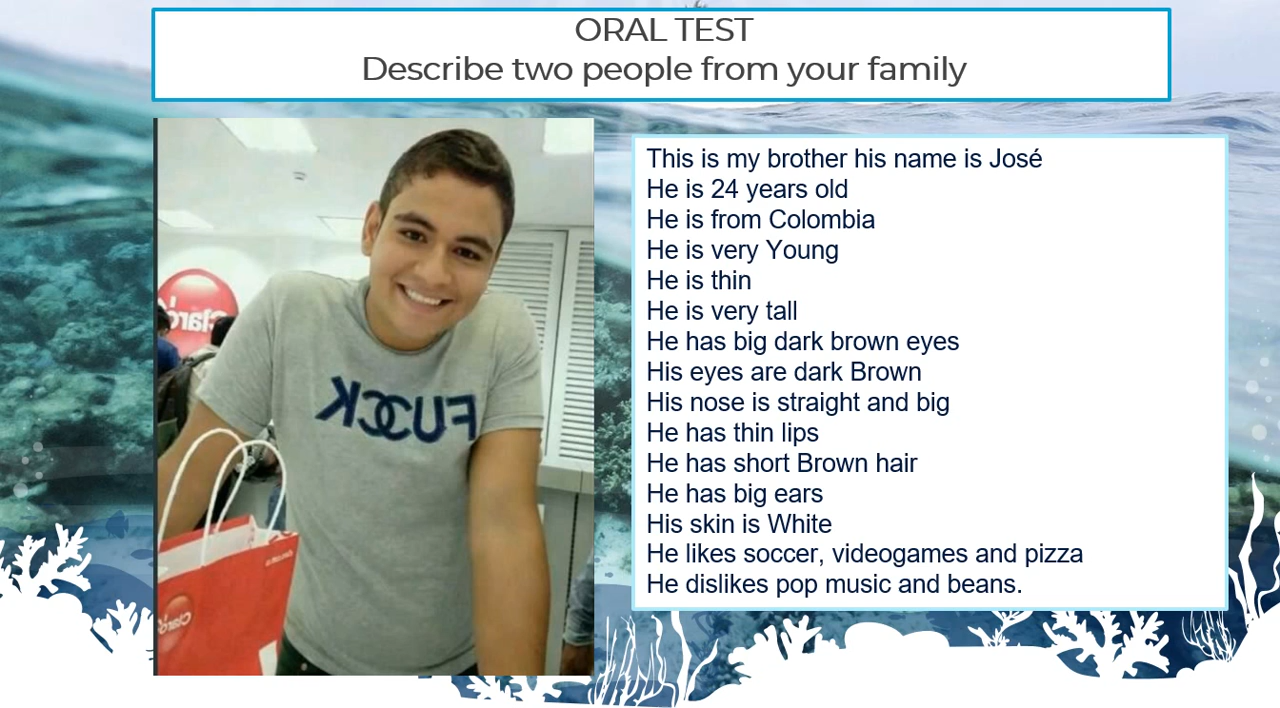 ORAL TEST
Describe two people from your family
This is my brother his name is José
He is 24 years old
He is from Colombia
He is very Young
He is thin
He is very tall
He has big dark brown eyes
His eyes are dark Brown
His nose is straight and big
He has thin lips
He has short Brown hair
He has big ears
His skin is White
He likes soccer, videogames and pizza
He dislikes pop music and beans.
Claro
FUCCK
Claro